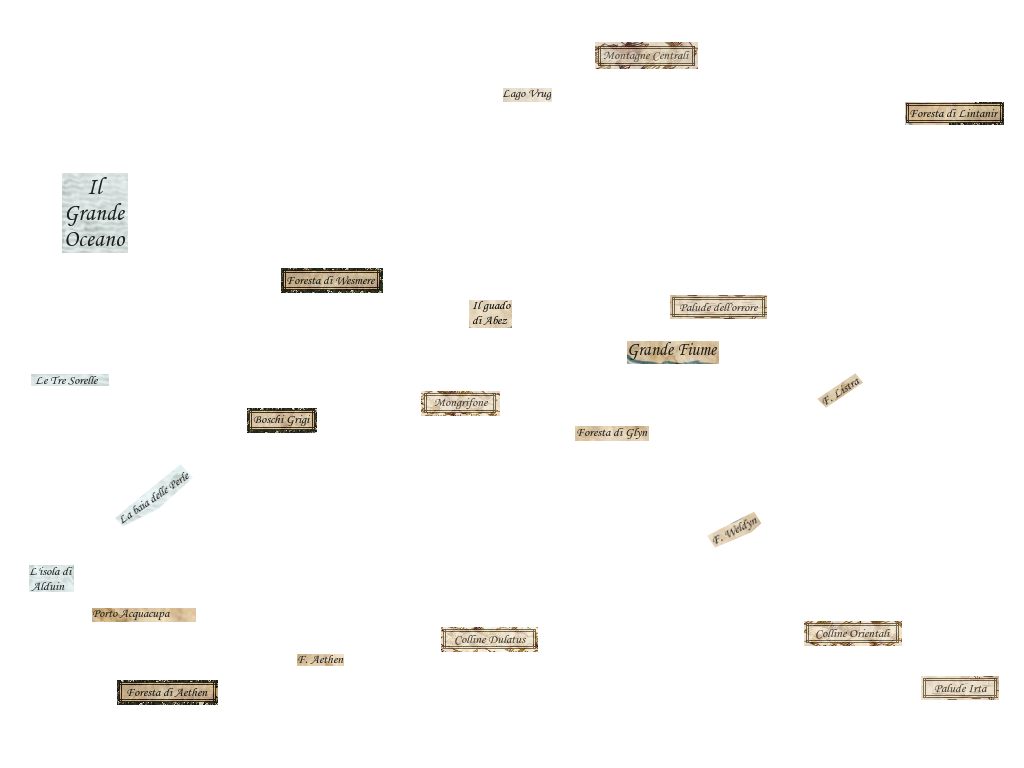 Montagne Centrali
Lago Vrug
Foresta di Lintanir
Il
Grande
Oceano
Foresta di Wesmere
Il guado
di Abez
Palude dell'orrore
Grande Fiume
Le Tre Sorelle
F. Listra
Mongrifone
Boschi Grigi
Foresta di Glyn
La baia delle Perle
F. Weldyn
L'isola di
Alduin
Porto Acquacupa
Colline Dulatus
Colline Orientali
F. Aethen
Foresta di Aethen
Palude Irta